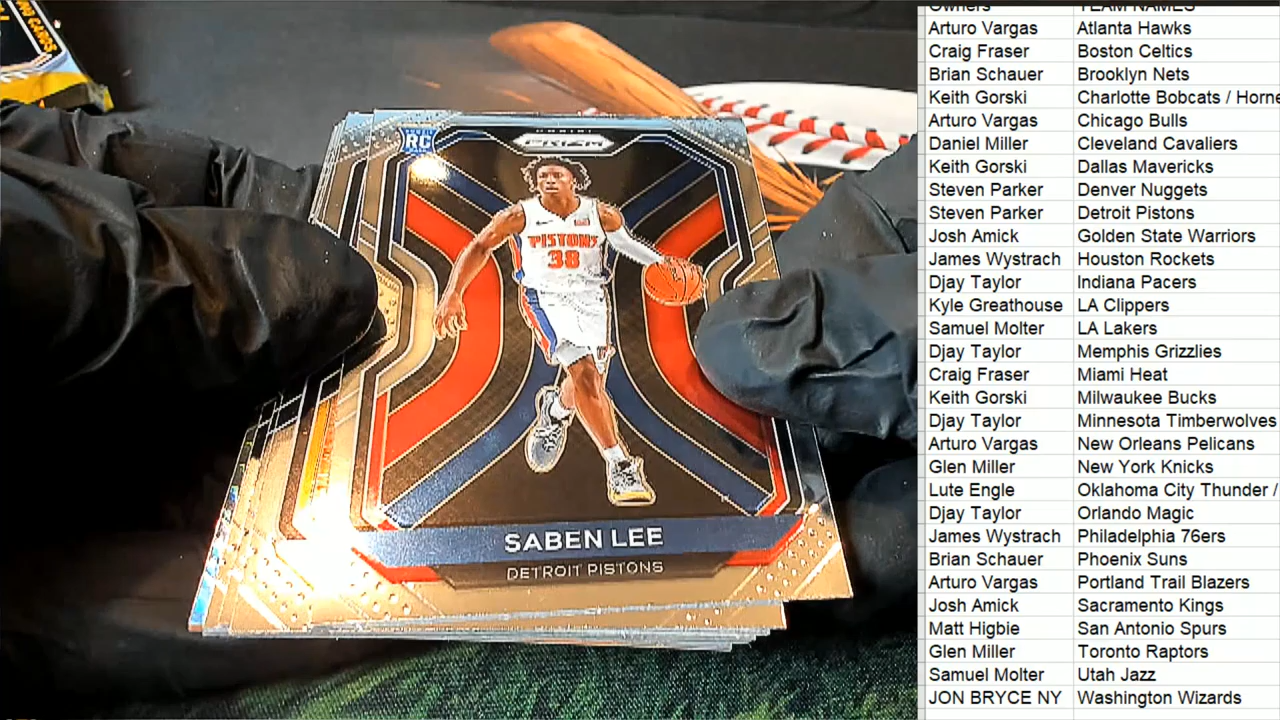 NG CARDS
RC
PANINI
PRIZM
PISTONS
38
SABEN LEE
DETROIT PISTONS
Owners TEAM NAMES
Arturo Vargas Atlanta Hawks
Craig Fraser Boston Celtics
Brian Schauer Brooklyn Nets
Keith Gorski Charlotte Bobcats / Horne
Arturo Vargas Chicago Bulls
Daniel Miller Cleveland Cavaliers
Keith Gorski Dallas Mavericks
Steven Parker Denver Nuggets
Steven Parker Detroit Pistons
Josh Amick Golden State Warriors
James Wystrach Houston Rockets
Djay Taylor Indiana Pacers
Kyle Greathouse LA Clippers
Samuel Molter LA Lakers
Djay Taylor Memphis Grizzlies
Craig Fraser Miami Heat
Keith Gorski Milwaukee Bucks
Djay Taylor Minnesota Timberwolves
Arturo Vargas New Orleans Pelicans
Glen Miller New York Knicks
Lute Engle Oklahoma City Thunder /
Djay Taylor Orlando Magic
James Wystrach Philadelphia 76ers
Brian Schauer Phoenix Suns
Arturo Vargas Portland Trail Blazers
Josh Amick Sacramento Kings
Matt Higbie San Antonio Spurs
Glen Miller Toronto Raptors
Samuel Molter Utah Jazz
JON BRYCE NY Washington Wizards